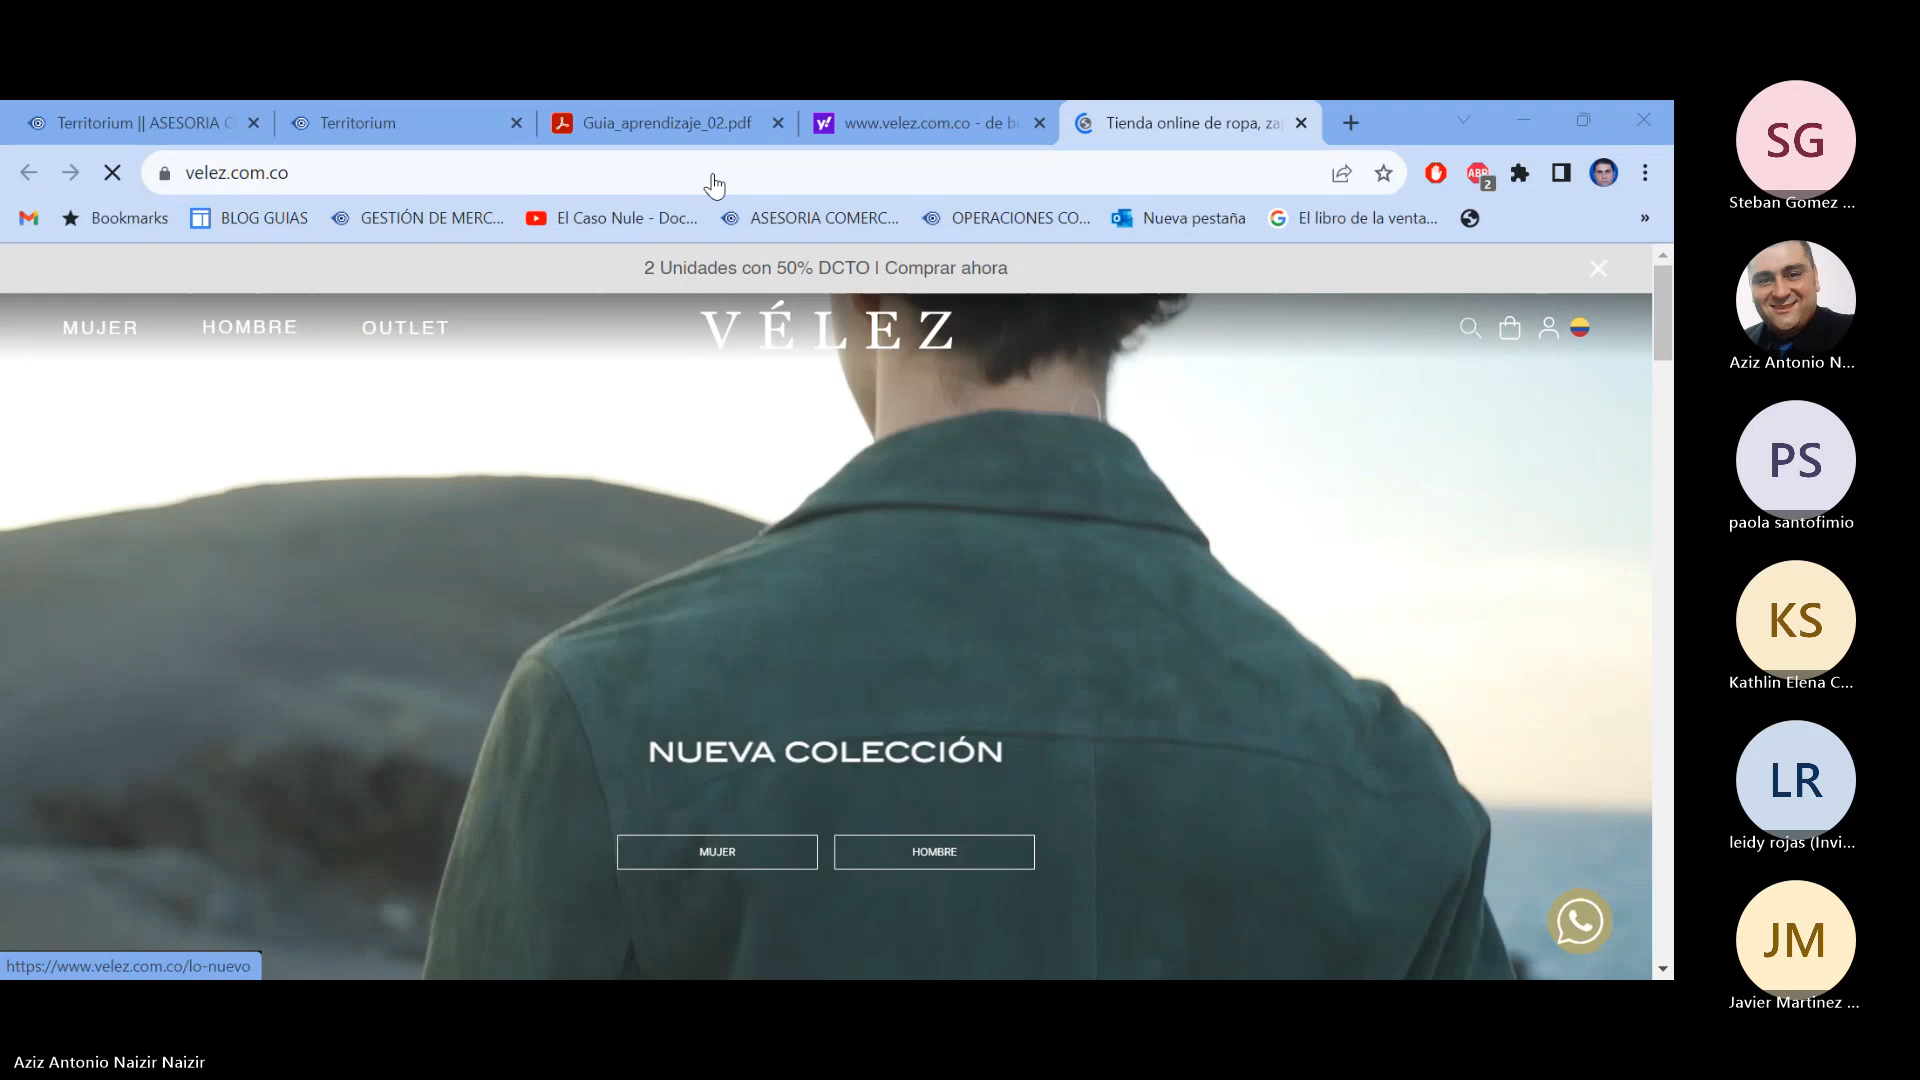 Territorium || ASESORIA C
Territorium
Guia_aprendizaje_02.pdf
www.velez.com.co - de bu
Tienda online de ropa, za
velez.com.co
ABP
2
Bookmarks
BLOG GUIAS
GESTIÓN DE MERC...
El Caso Nule - Doc...
ASESORIA COMERC...
OPERACIONES CO...
Nueva pestaña
El libro de la venta...
»
2 Unidades con 50% DCTO | Comprar ahora
MUJER
HOMBRE
OUTLET
VÉLEZ
NUEVA COLECCIÓN
MUJER
HOMBRE
https://www.velez.com.co/lo-nuevo
SG
Steban Gomez ...
Aziz Antonio N...
PS
paola santofimio
KS
Kathlin Elena C...
LR
leidy rojas (Invi...
JM
Javier Martinez ...
Aziz Antonio Naizir Naizir